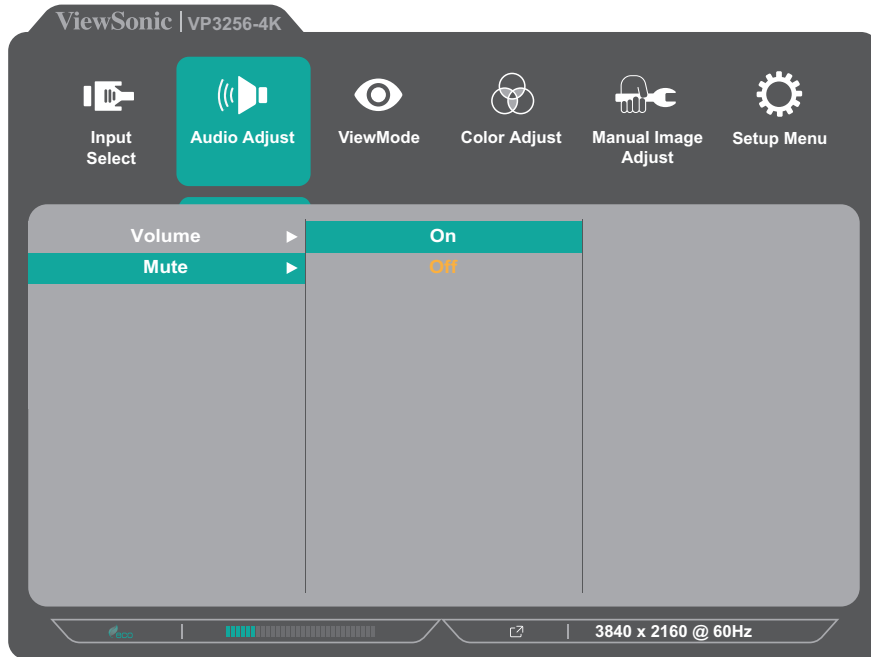 ViewSonic | VP3256-4K
Input Select
Audio Adjust
ViewMode
Color Adjust
Manual Image Adjust
Setup Menu
Volume
On
Mute
Off
eco
3840 x 2160 @ 60Hz